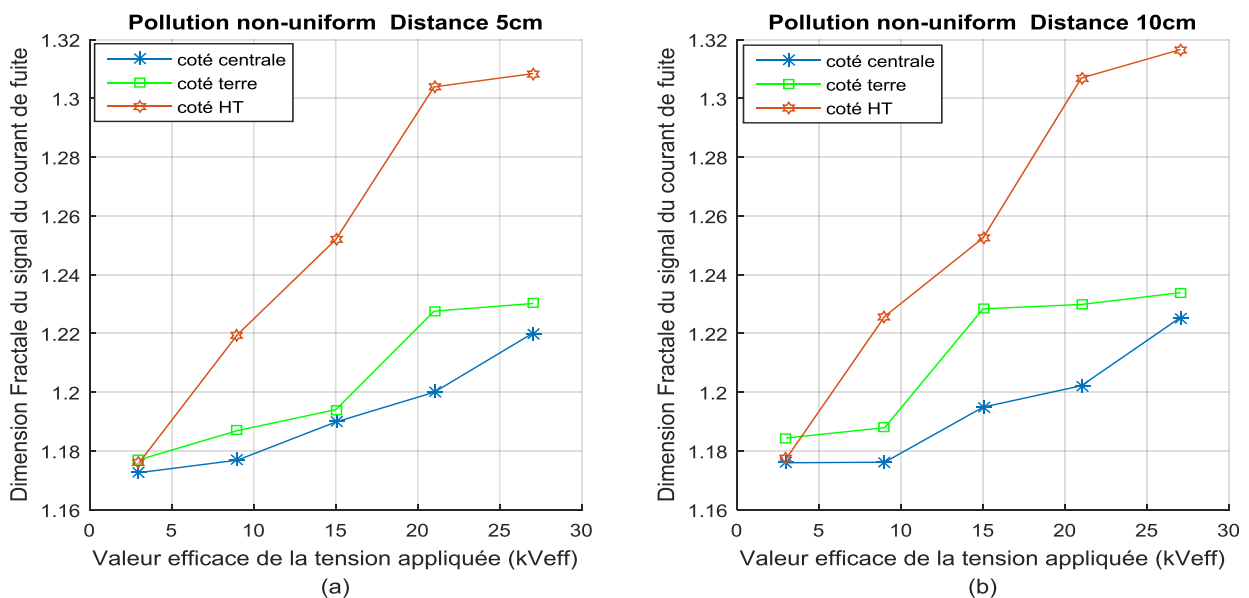 Pollution non-uniform  Distance 5cm
Dimension Fractale du signal du courant de fuite
1.32
1.3
1.28
1.26
1.24
1.22
1.2
1.18
1.16
coté centrale
coté terre
coté HT
0 5 10 15 20 25 30
Valeur efficace de la tension appliquée (kVeff)
(a)
Pollution non-uniform  Distance 10cm
Dimension Fractale du signal du courant de fuite
1.32
1.3
1.28
1.26
1.24
1.22
1.2
1.18
1.16
coté centrale
coté terre
coté HT
0 5 10 15 20 25 30
Valeur efficace de la tension appliquée (kVeff)
(b)